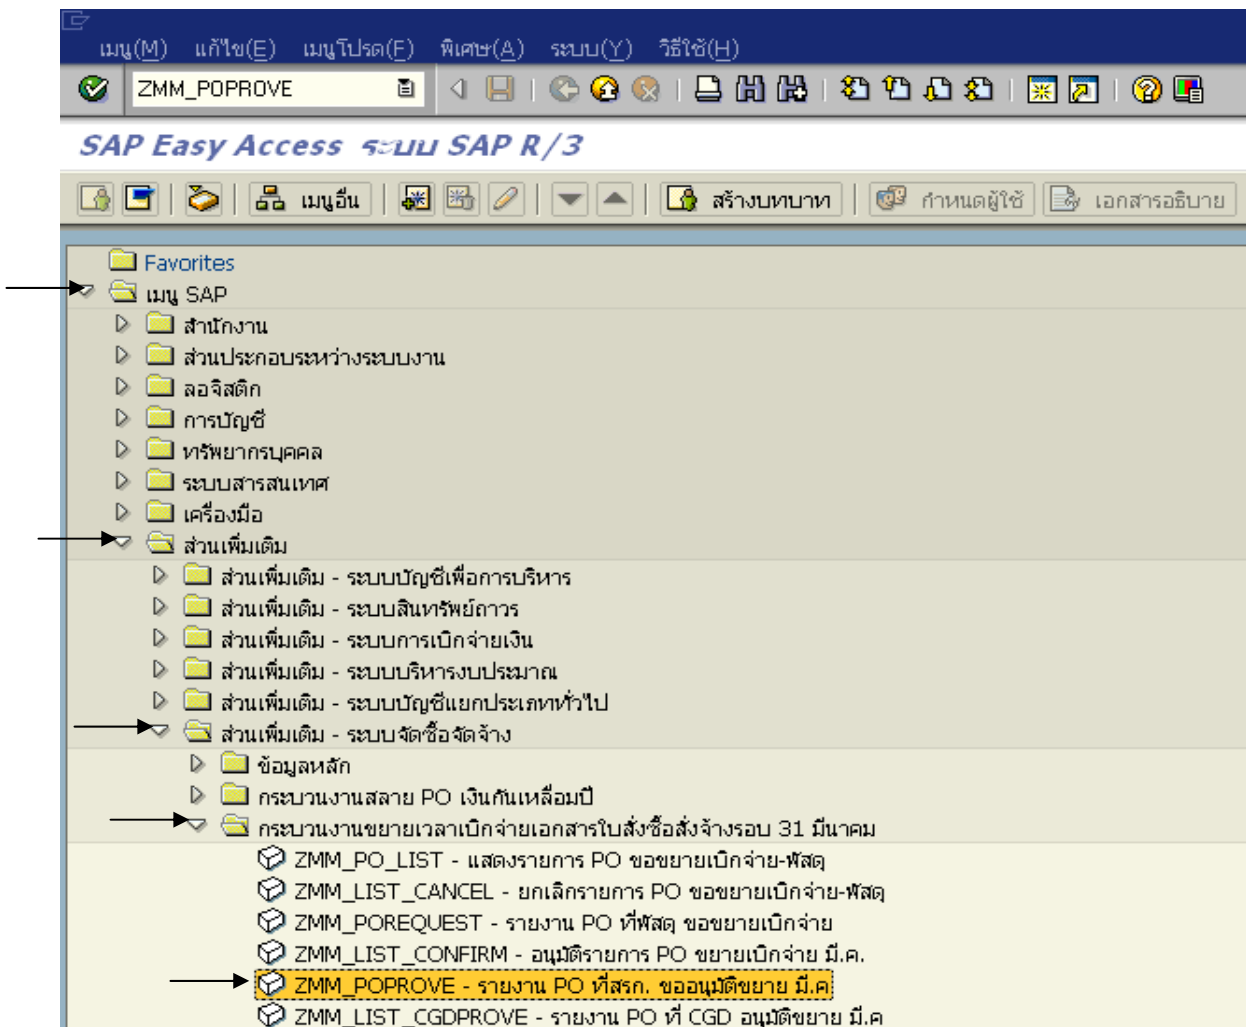 เมนู(M) แก้ไข(E) เมนูโปรด(F) พิเศษ(A) ระบบ(Y) วิธีใช้(H)
ZMM_POPROVE
SAP Easy Access ระบบ SAP R/3
เมนูอื่น สร้างบทบาท กำหนดผู้ใช้ เอกสารอธิบาย
Favorites
เมนู SAP
สำนักงาน
ส่วนประกอบระหว่างระบบงาน
ลอจิสติก
การบัญชี
ทรัพยากรบุคคล
ระบบสารสนเทศ
เครื่องมือ
ส่วนเพิ่มเติม
ส่วนเพิ่มเติม - ระบบบัญชีเพื่อการบริหาร
ส่วนเพิ่มเติม - ระบบสินทรัพย์ถาวร
ส่วนเพิ่มเติม - ระบบการเบิกจ่ายเงิน
ส่วนเพิ่มเติม - ระบบบริหารงบประมาณ
ส่วนเพิ่มเติม - ระบบบัญชีแยกประเภททั่วไป
ส่วนเพิ่มเติม - ระบบจัดซื้อจัดจ้าง
ข้อมูลหลัก
กระบวนงานสลาย PO เงินกันเหลื่อมปี
กระบวนงานขยายเวลาเบิกจ่ายเอกสารใบสั่งซื้อสั่งจ้างรอบ 31 มีนาคม
ZMM_PO_LIST - แสดงรายการ PO ขอขยายเบิกจ่าย-พัสดุ
ZMM_LIST_CANCEL - ยกเลิกรายการ PO ขอขยายเบิกจ่าย-พัสดุ
ZMM_POREQUEST - รายงาน PO ที่พัสดุ ขอขยายเบิกจ่าย
ZMM_LIST_CONFIRM - อนุมัติรายการ PO ขยายเบิกจ่าย มี.ค.
ZMM_POPROVE - รายงาน PO ที่สรก. ขออนุมัติขยาย มี.ค
ZMM_LIST_CGDPROVE - รายงาน PO ที่ CGD อนุมัติขยาย มี.ค